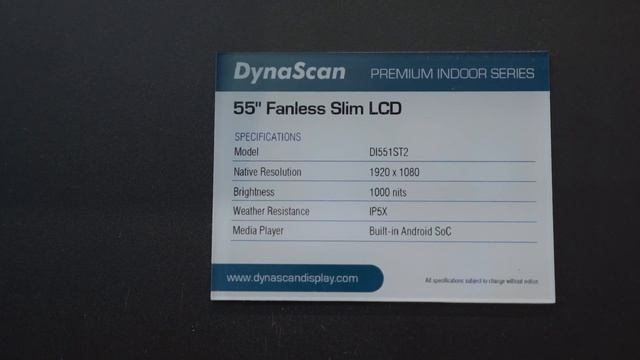 DynaScan PREMIUM INDOOR SERIES
55" Fanless Slim LCD
SPECIFICATIONS
Model DI551ST2
Native Resolution 1920 x 1080
Brightness 1000 nits
Weather Resistance IP5X
Media Player Built-in Android SoC
www.dynascandisplay.com All specifications subject to change without notice.